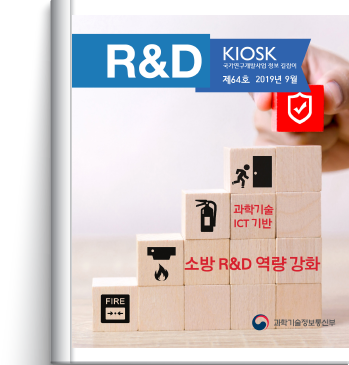 R&D
KIOSK
국가연구개발사업 정보 길잡이
제64호 2019년 9월
과학기술
ICT 기반
소방 R&D 역량 강화
FIRE
과학기술정보통신부